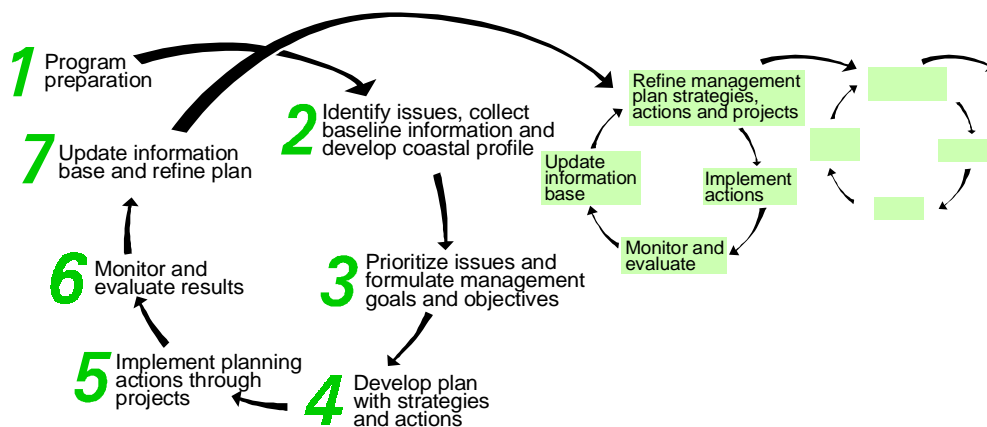 1 Program
preparation
2 Identify issues, collect
baseline information and
develop coastal profile
3 Prioritize issues and
formulate management
goals and objectives
4 Develop plan
with strategies
and actions
5 Implement planning
actions through
projects
6 Monitor and
evaluate results
7 Update information
base and refine plan
Refine management
plan strategies,
actions and projects
Implement
actions
Monitor and
evaluate
Update
information
base